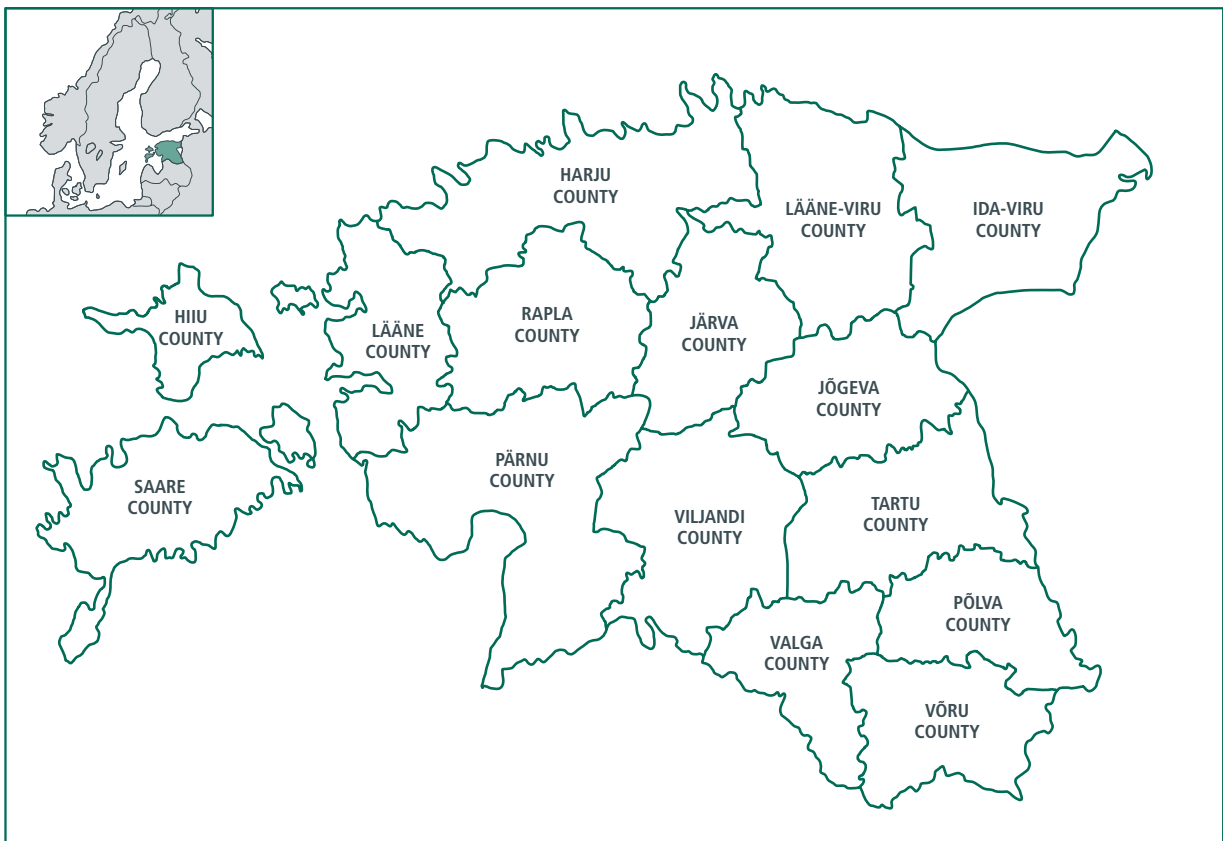 HARJU
COUNTY
LÄÄNE-VIRU
COUNTY
IDA-VIRU
COUNTY
HIIU
COUNTY
LÄÄNE
COUNTY
RAPLA
COUNTY
JÄRVA
COUNTY
JÕGEVA
COUNTY
SAARE
COUNTY
PÄRNU
COUNTY
VILJANDI
COUNTY
TARTU
COUNTY
PÕLVA
COUNTY
VALGA
COUNTY
VÕRU
COUNTY